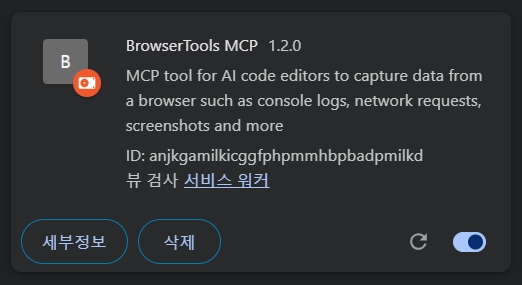 B
BrowserTools MCP 1.2.0
MCP tool for AI code editors to capture data from
a browser such as console logs, network requests,
screenshots and more
ID: anjkgamilkicggfphpmmhbpbadpmilkd
뷰 검사 서비스 워커
세부정보 삭제